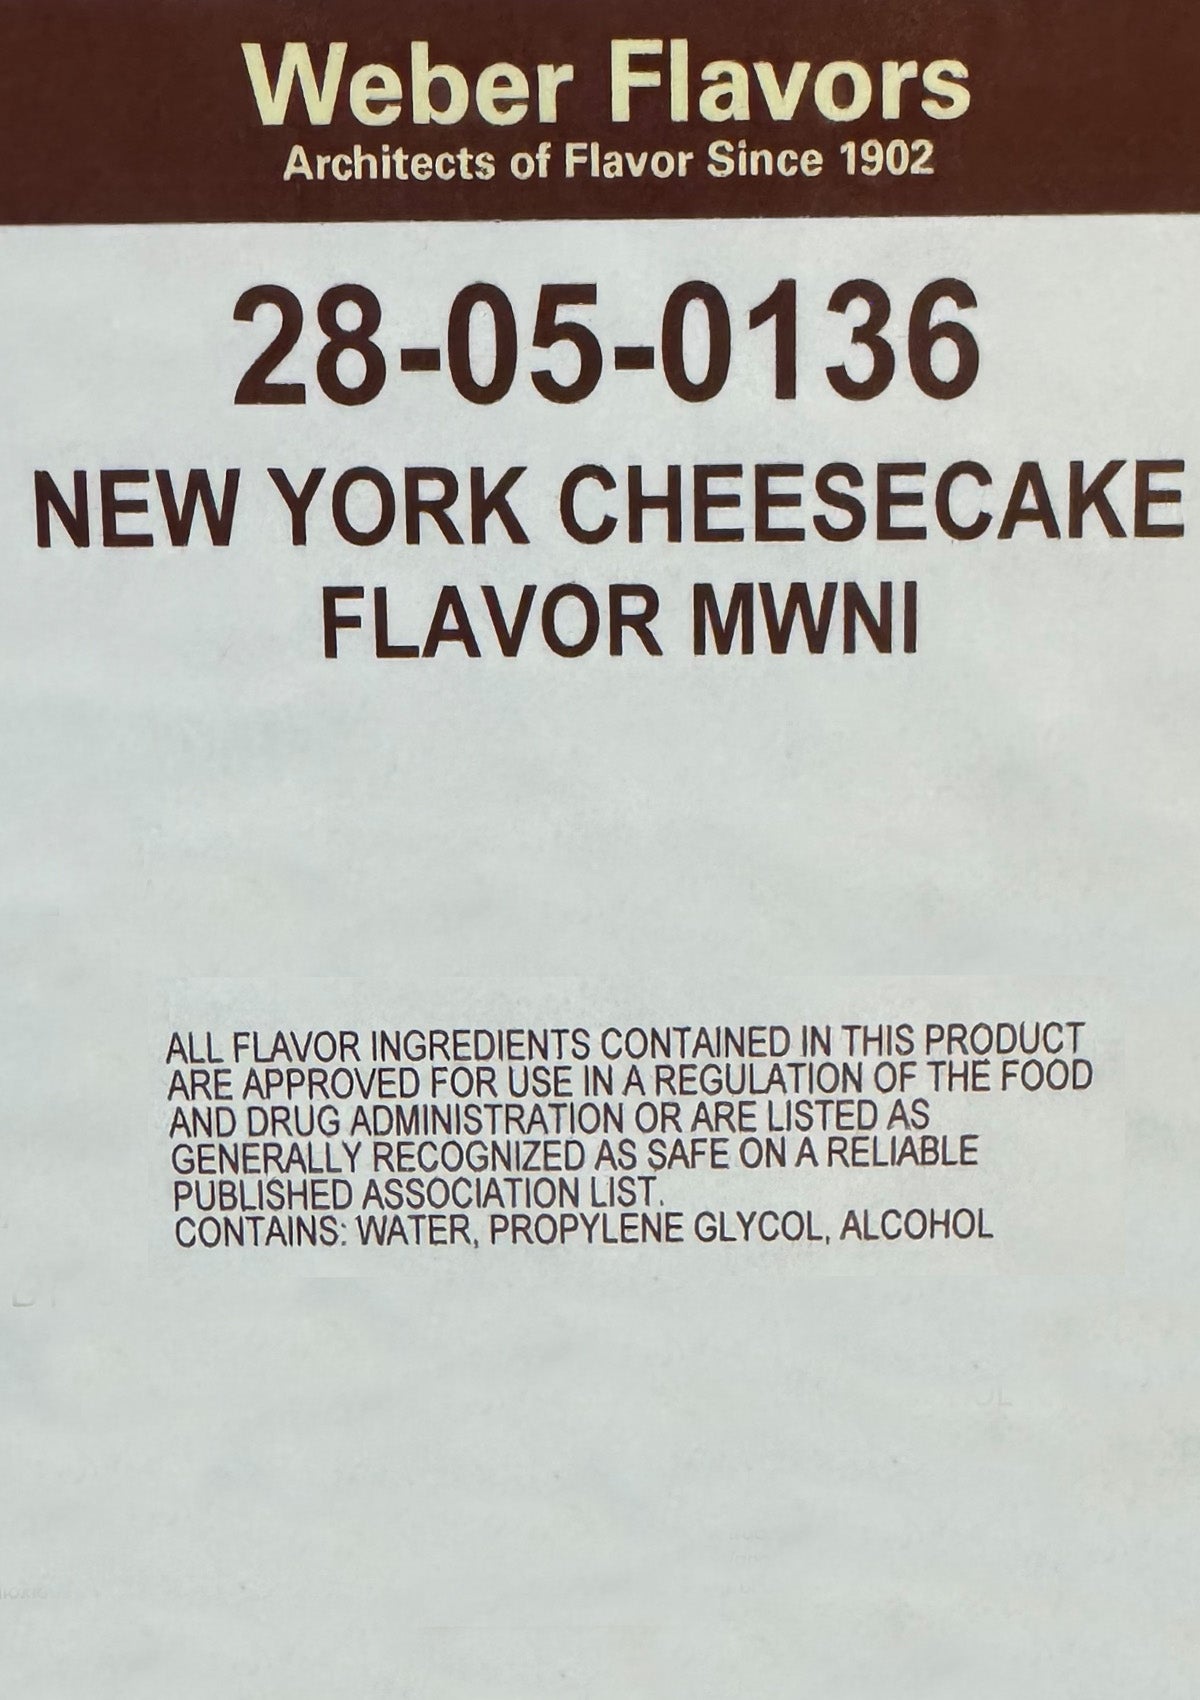 Weber Flavors
Architects of Flavor Since 1902
28-05-0136
NEW YORK CHEESECAKE
FLAVOR MWNI
ALL FLAVOR INGREDIENTS CONTAINED IN THIS PRODUCT
ARE APPROVED FOR USE IN A REGULATION OF THE FOOD
AND DRUG ADMINISTRATION OR ARE LISTED AS
GENERALLY RECOGNIZED AS SAFE ON A RELIABLE
PUBLISHED ASSOCIATION LIST.
CONTAINS: WATER, PROPYLENE GLYCOL, ALCOHOL